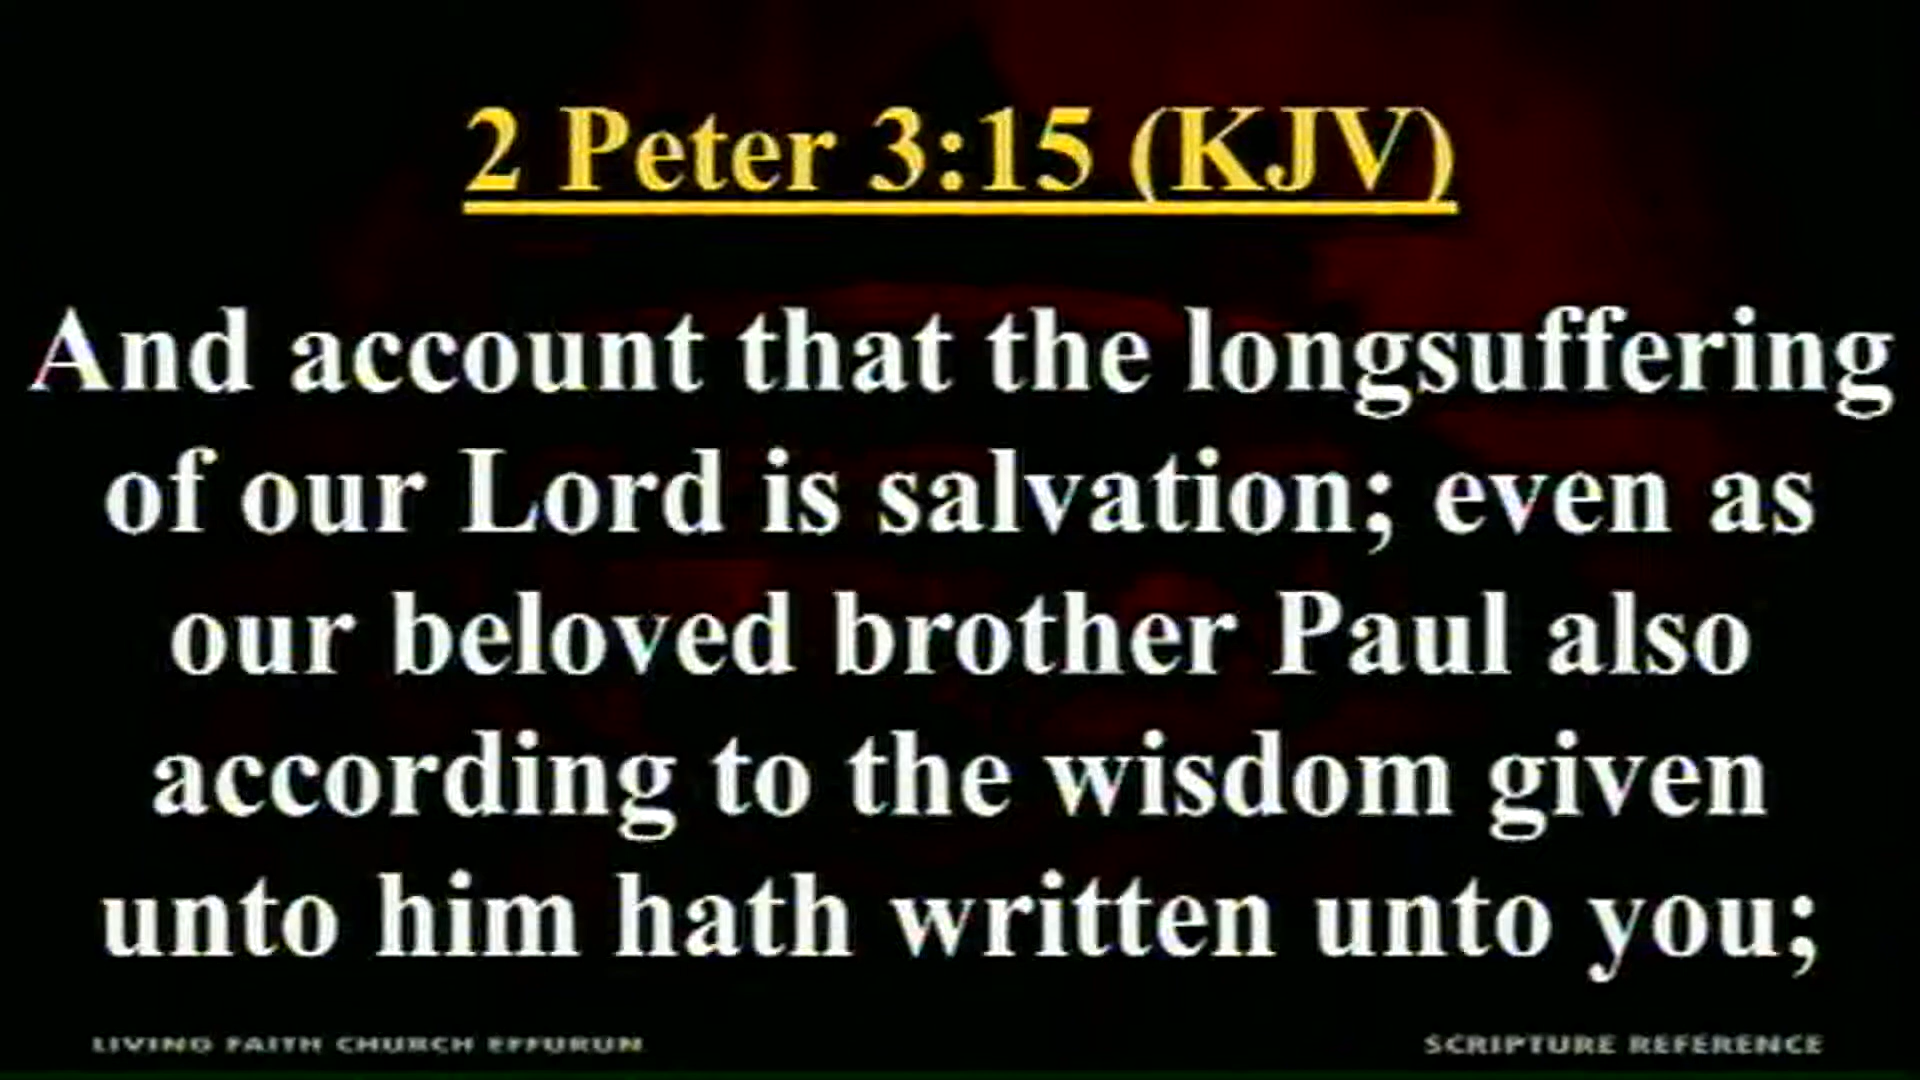 2 Peter 3:15 (KJV)
And account that the longsuffering
of our Lord is salvation; even as
our beloved brother Paul also
according to the wisdom given
unto him hath written unto you;
LIVING FAITH CHURCH EFFURUN
SCRIPTURE REFERENCE